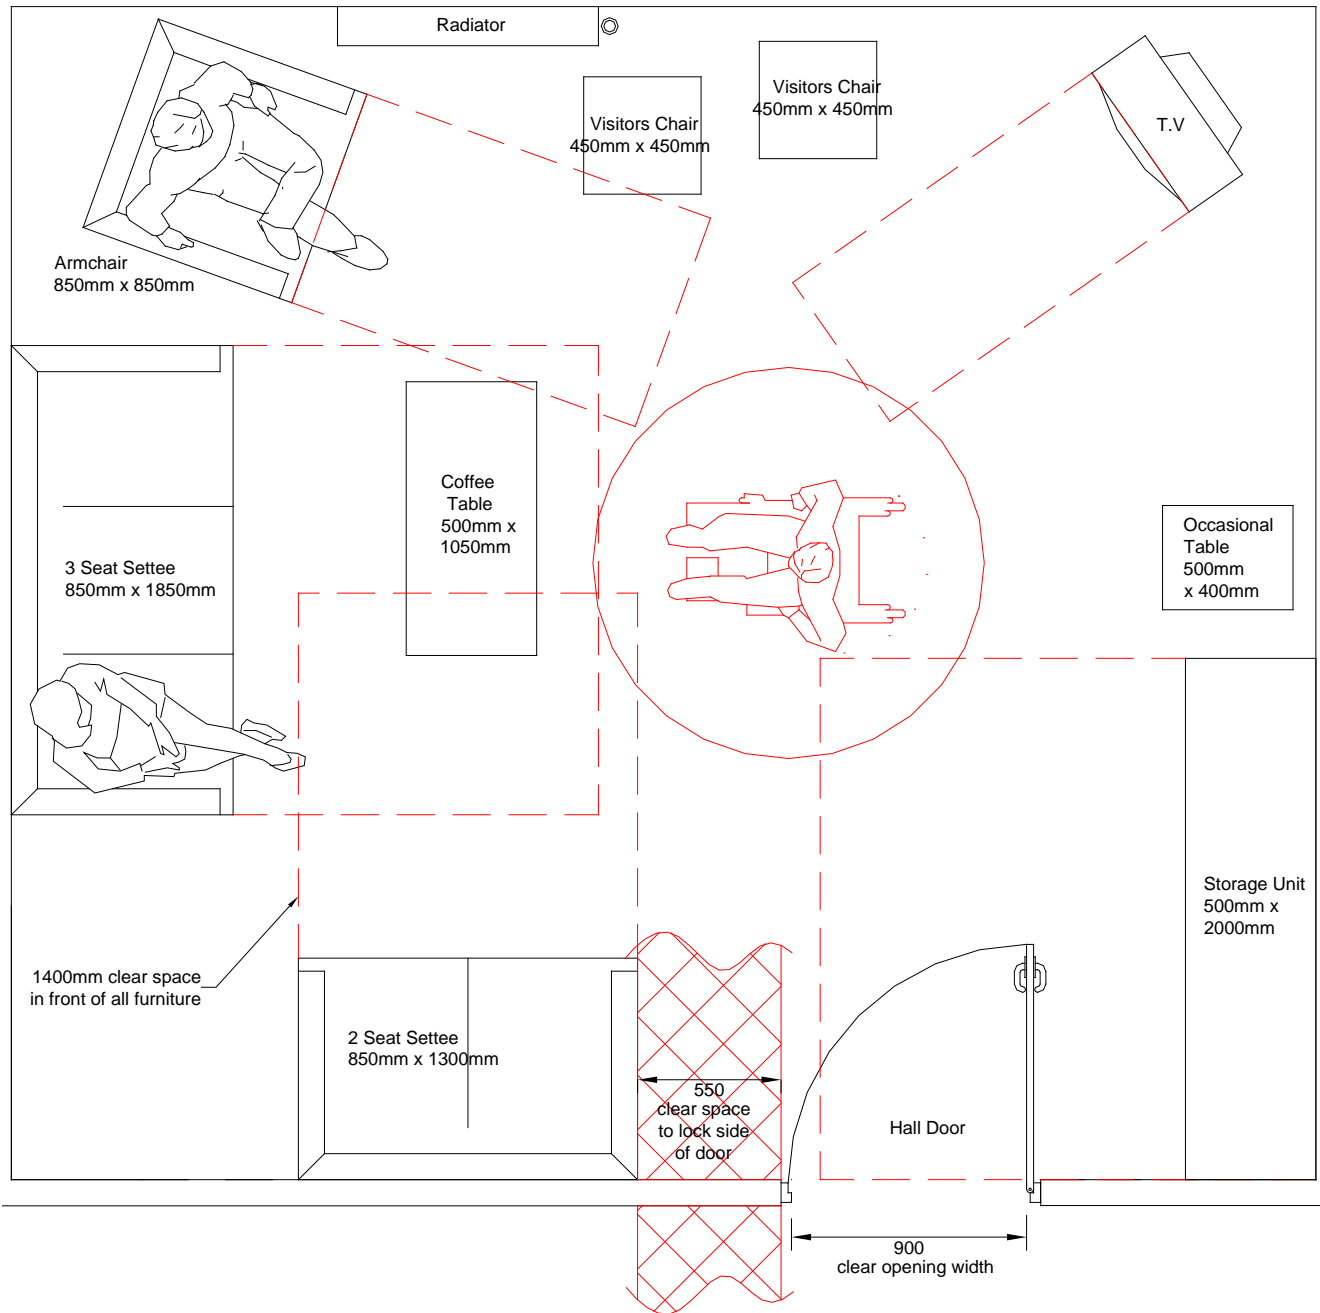 Radiator
Visitors Chair
450mm x 450mm
Visitors Chair
450mm x 450mm
T.V
Armchair
850mm x 850mm
Coffee
Table
500mm x
1050mm
Occasional
Table
500mm
x 400mm
3 Seat Settee
850mm x 1850mm
Storage Unit
500mm x
2000mm
1400mm clear space
in front of all furniture
2 Seat Settee
850mm x 1300mm
550
clear space
to lock side
of door
Hall Door
900
clear opening width